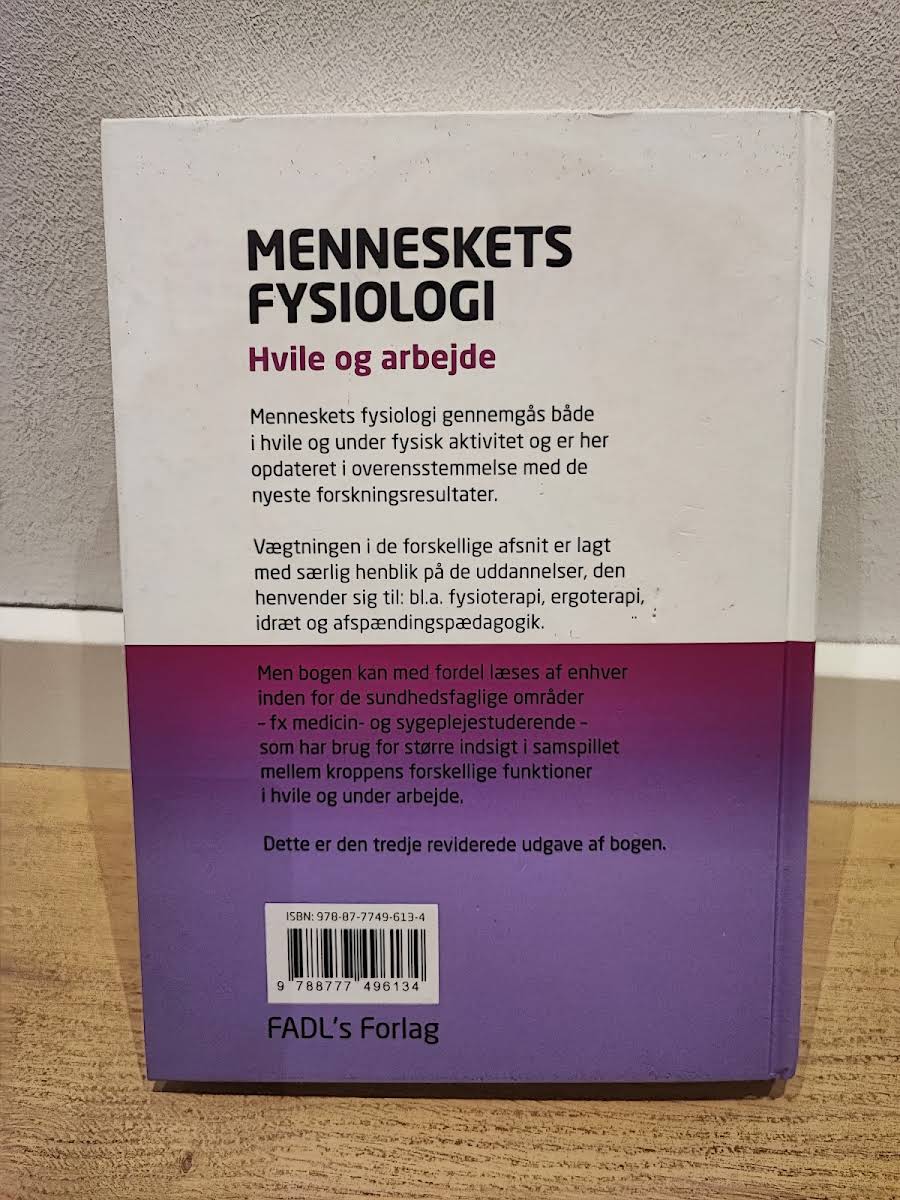 MENNESKETS
FYSIOLOGI
Hvile og arbejde
Menneskets fysiologi gennemgås både
i hvile og under fysisk aktivitet og er her
opdateret i overensstemmelse med de
nyeste forskningsresultater.
Vægtningen i de forskellige afsnit er lagt
med særlig henblik på de uddannelser, den
henvender sig til: bl.a. fysioterapi, ergoterapi,
idræt og afspændingspædagogik.
Men bogen kan med fordel læses af enhver
inden for de sundhedsfaglige områder
– fx medicin- og sygeplejestuderende –
som har brug for større indsigt i samspillet
mellem kroppens forskellige funktioner
i hvile og under arbejde.
Dette er den tredje reviderede udgave af bogen.
ISBN: 978-87-7749-613-4
9 788777 496134
FADL's Forlag